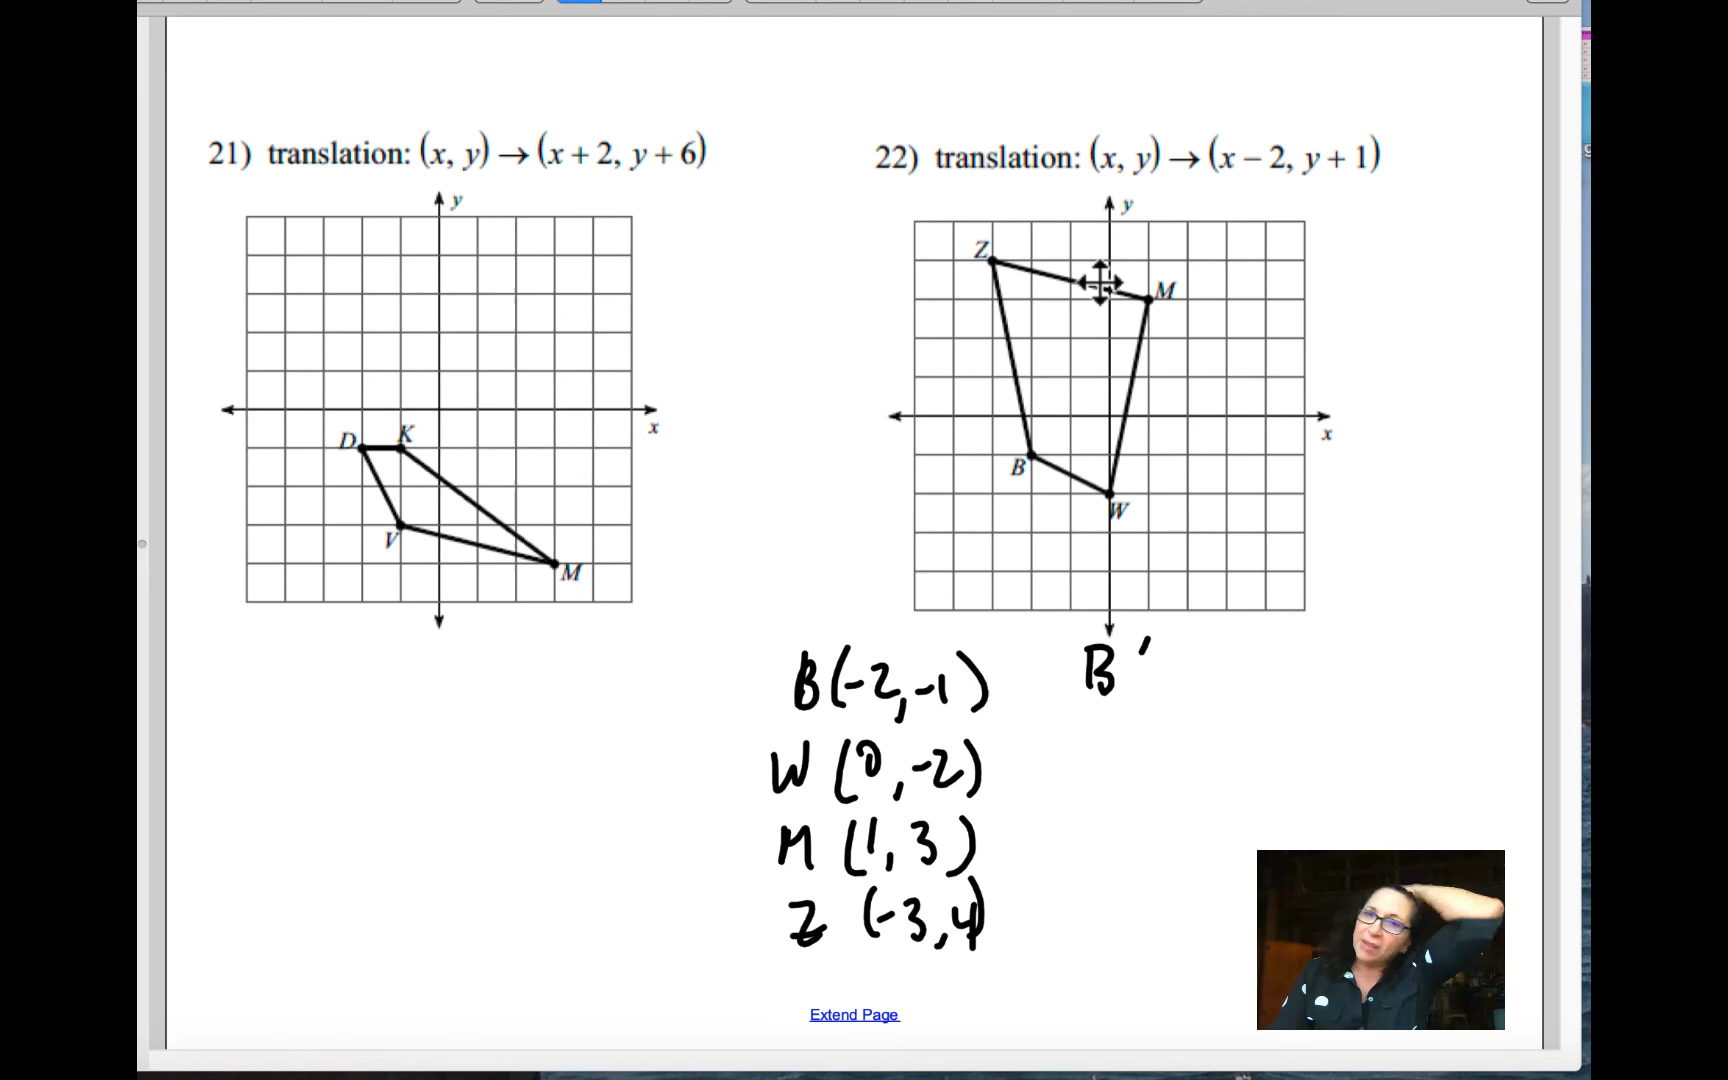 21) translation: (x, y) → (x + 2, y + 6)
y
x
D
K
V
M
22) translation: (x, y) → (x − 2, y + 1)
y
Z
M
x
B
W
B(-2,-1) B'
W (0,-2)
M (1, 3)
Z (-3,4)
Extend Page